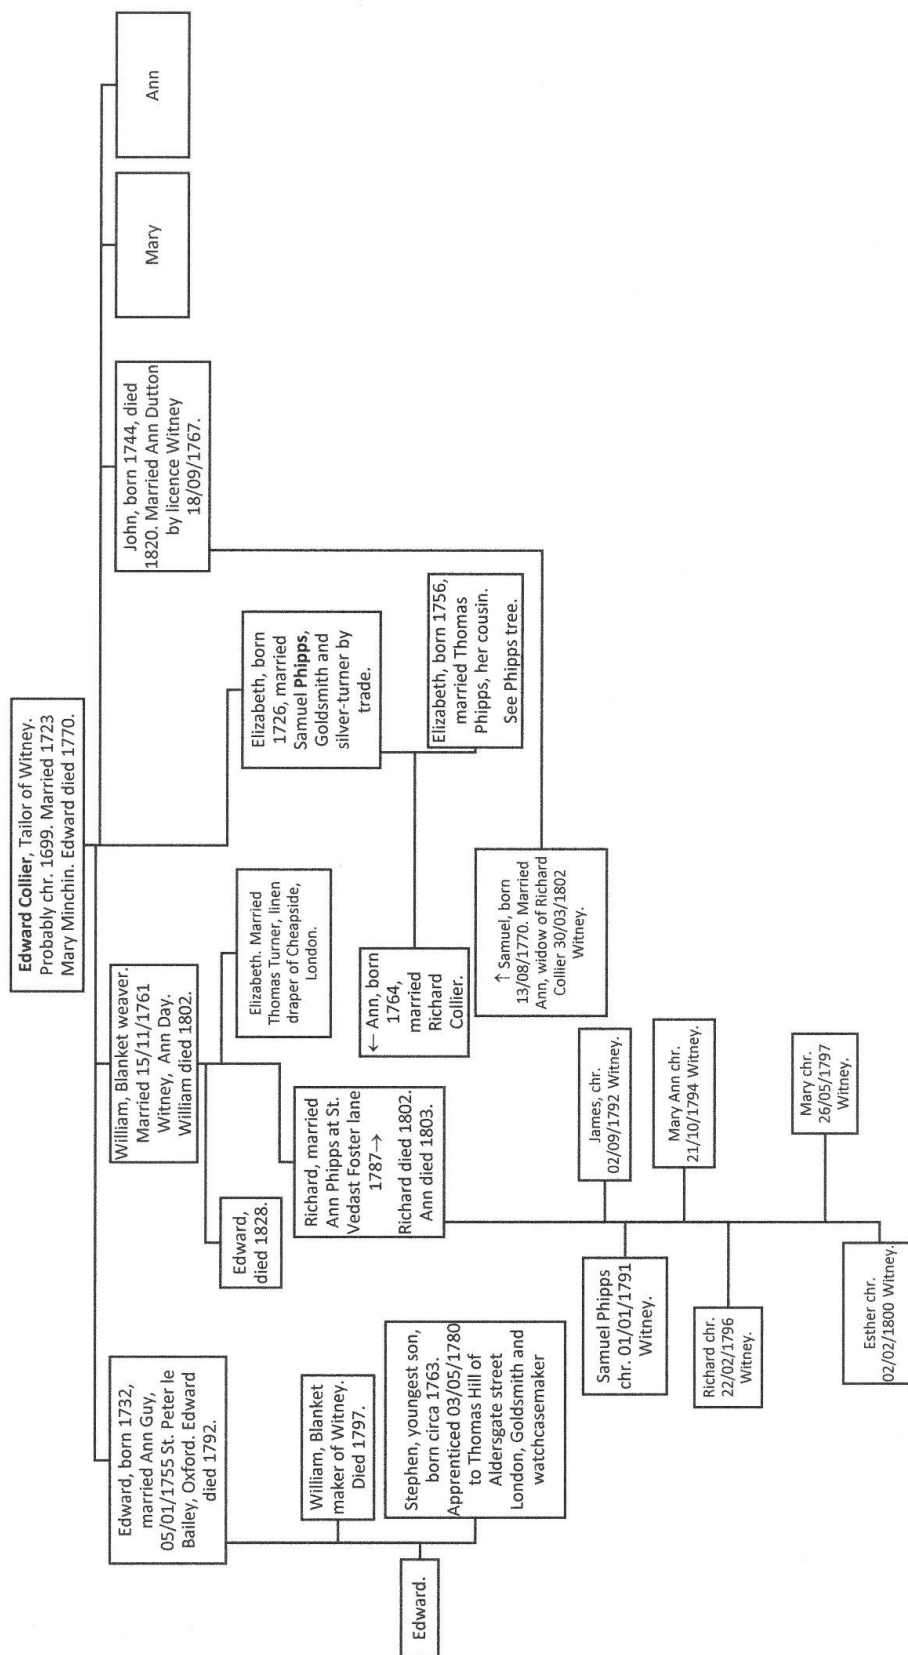 Edward Collier, Tailor of Witney.
Probably chr. 1699. Married 1723
Mary Minchin. Edward died 1770.
Edward, born 1732,
married Ann Guy,
05/01/1755 St. Peter le
Bailey, Oxford. Edward
died 1792.
William, Blanket weaver.
Married 15/11/1761
Witney, Ann Day.
William died 1802.
John, born 1744, died
1820. Married Ann Dutton
by licence Witney
18/09/1767.
Mary
Ann
Edward,
died 1828.
Elizabeth. Married
Thomas Turner, linen
draper of Cheapside,
London.
Elizabeth, born
1726, married
Samuel Phipps,
Goldsmith and
silver-turner by
trade.
William, Blanket
maker of Witney.
Died 1797.
Richard, married
Ann Phipps at St.
Vedast Foster lane
1787→
Richard died 1802.
Ann died 1803.
← Ann, born
1764,
married
Richard
Collier.
Elizabeth, born 1756,
married Thomas
Phipps, her cousin.
See Phipps tree.
Edward.
Stephen, youngest son,
born circa 1763.
Apprenticed 03/05/1780
to Thomas Hill of
Aldersgate street
London, Goldsmith and
watchcasemaker
↑ Samuel, born
13/08/1770. Married
Ann, widow of Richard
Collier 30/03/1802
Witney.
Samuel Phipps
chr. 01/01/1791
Witney.
James, chr.
02/09/1792 Witney.
Richard chr.
22/02/1796
Witney.
Mary Ann chr.
21/10/1794 Witney.
Mary chr.
26/05/1797
Witney.
Esther chr.
02/02/1800 Witney.